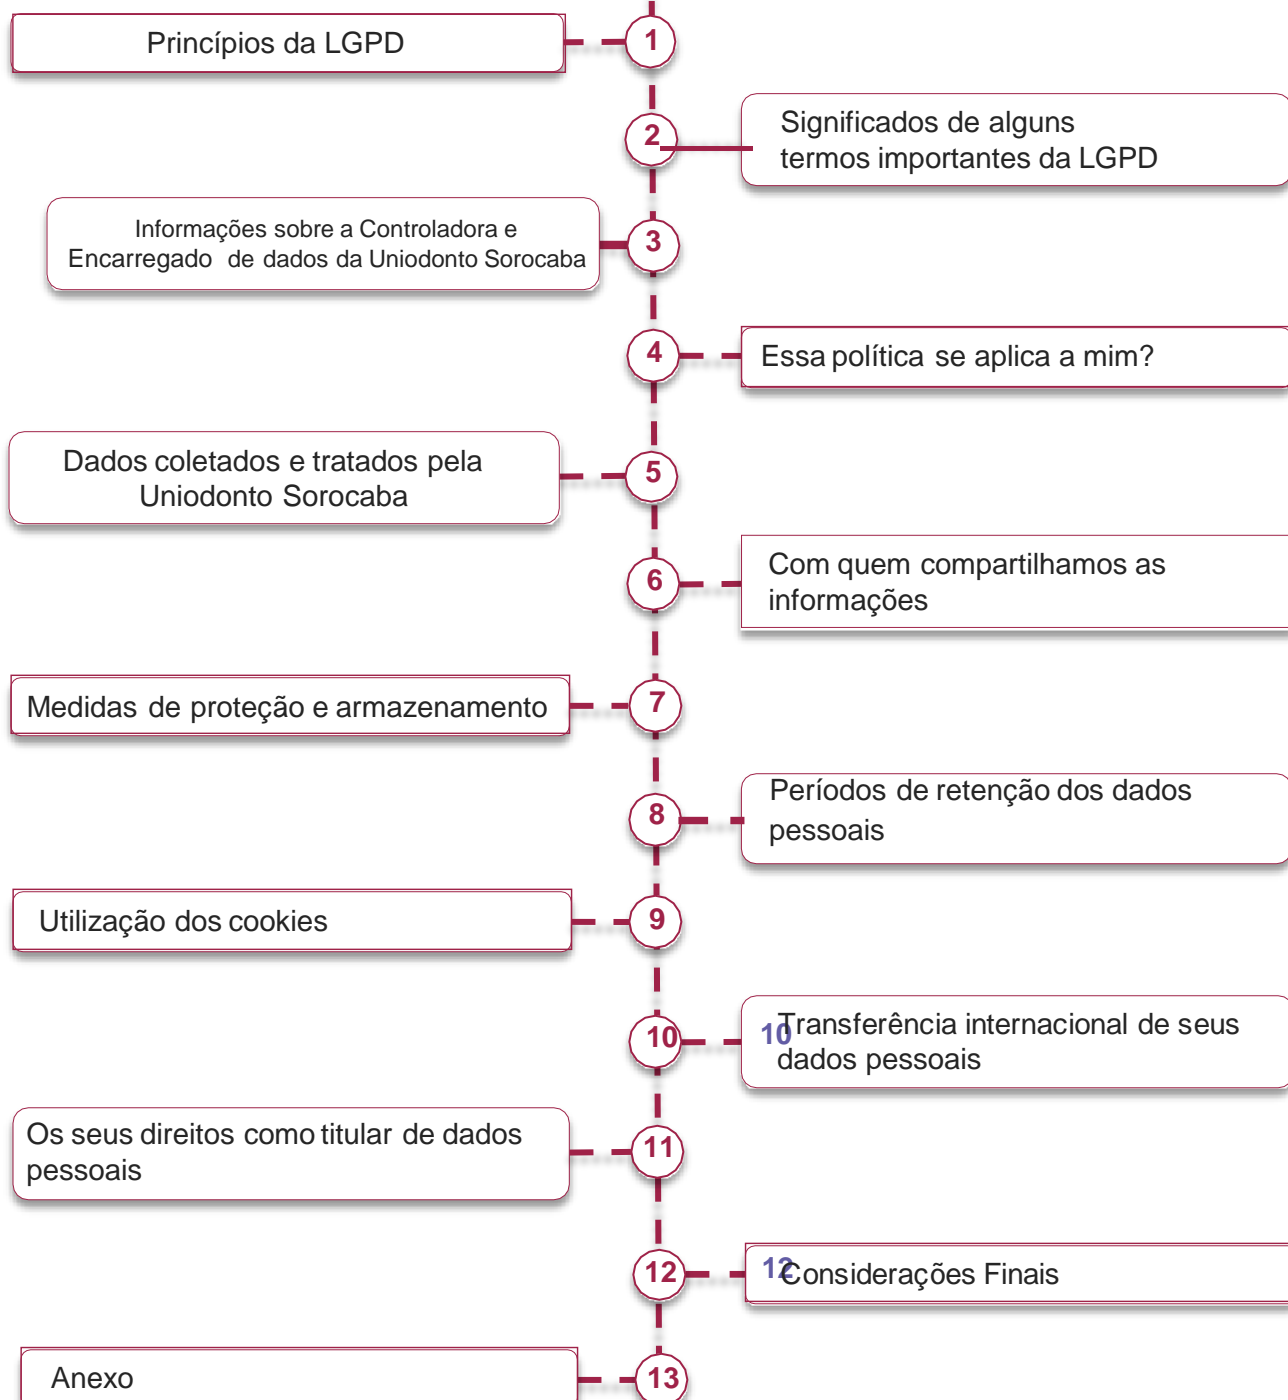 Princípios da LGPD
1
2
Significados de alguns
termos importantes da LGPD
Informações sobre a Controladora e
Encarregado de dados da Uniodonto Sorocaba
3
4
Essa política se aplica a mim?
Dados coletados e tratados pela
Uniodonto Sorocaba
5
6
Com quem compartilhamos as
informações
Medidas de proteção e armazenamento
7
8
Períodos de retenção dos dados
pessoais
Utilização dos cookies
9
10
10
Transferência internacional de seus
dados pessoais
Os seus direitos como titular de dados
pessoais
11
12
12
Considerações Finais
Anexo
13